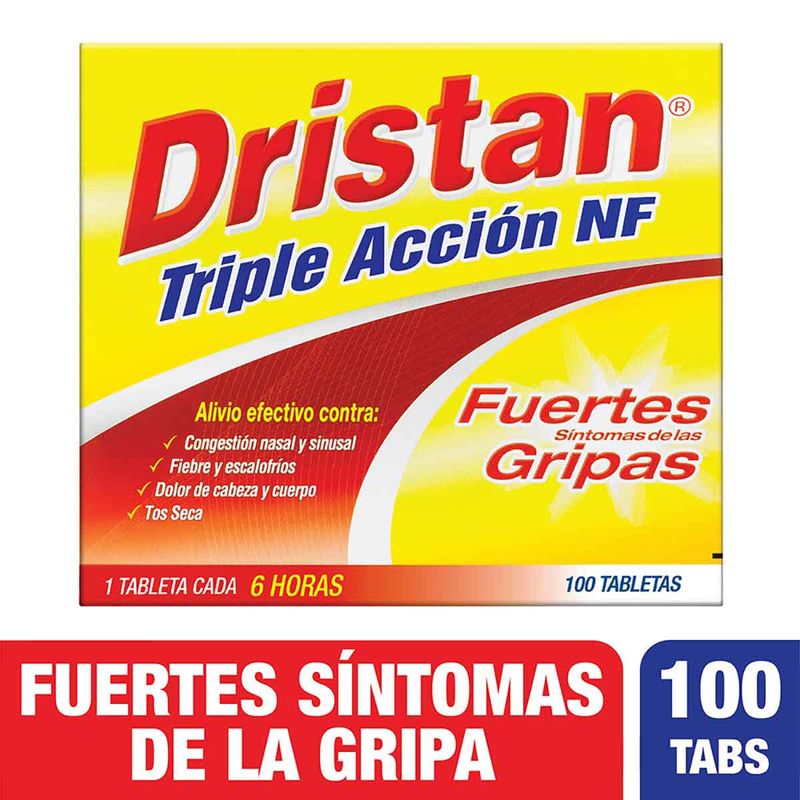 Dristan®
Triple Acción NF
Alivio efectivo contra:
✓ Congestión nasal y sinusal
✓ Fiebre y escalofríos
✓ Dolor de cabeza y cuerpo
✓ Tos Seca
Fuertes
Síntomas de las
Gripas
1 TABLETA CADA 6 HORAS
100 TABLETAS
FUERTES SÍNTOMAS
DE LA GRIPA
100
TABS